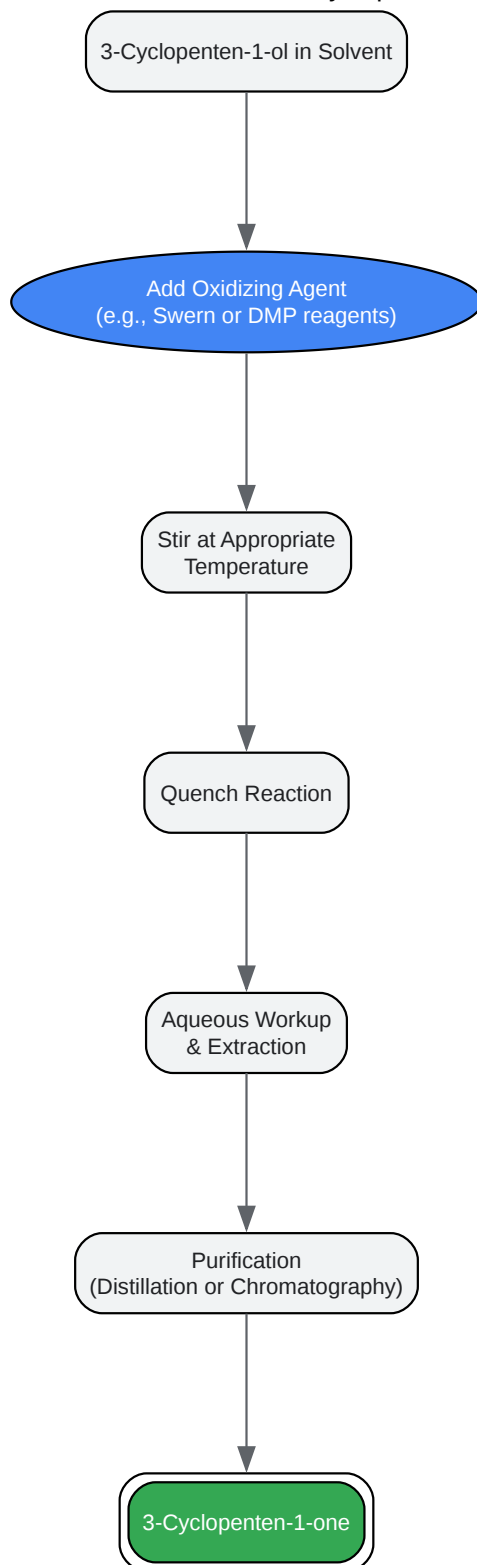 3-Cyclopenten-1-ol in Solvent
Add Oxidizing Agent
(e.g., Swern or DMP reagents)
Stir at Appropriate
Temperature
Quench Reaction
Aqueous Workup
& Extraction
Purification
(Distillation or Chromatography)
3-Cyclopenten-1-one